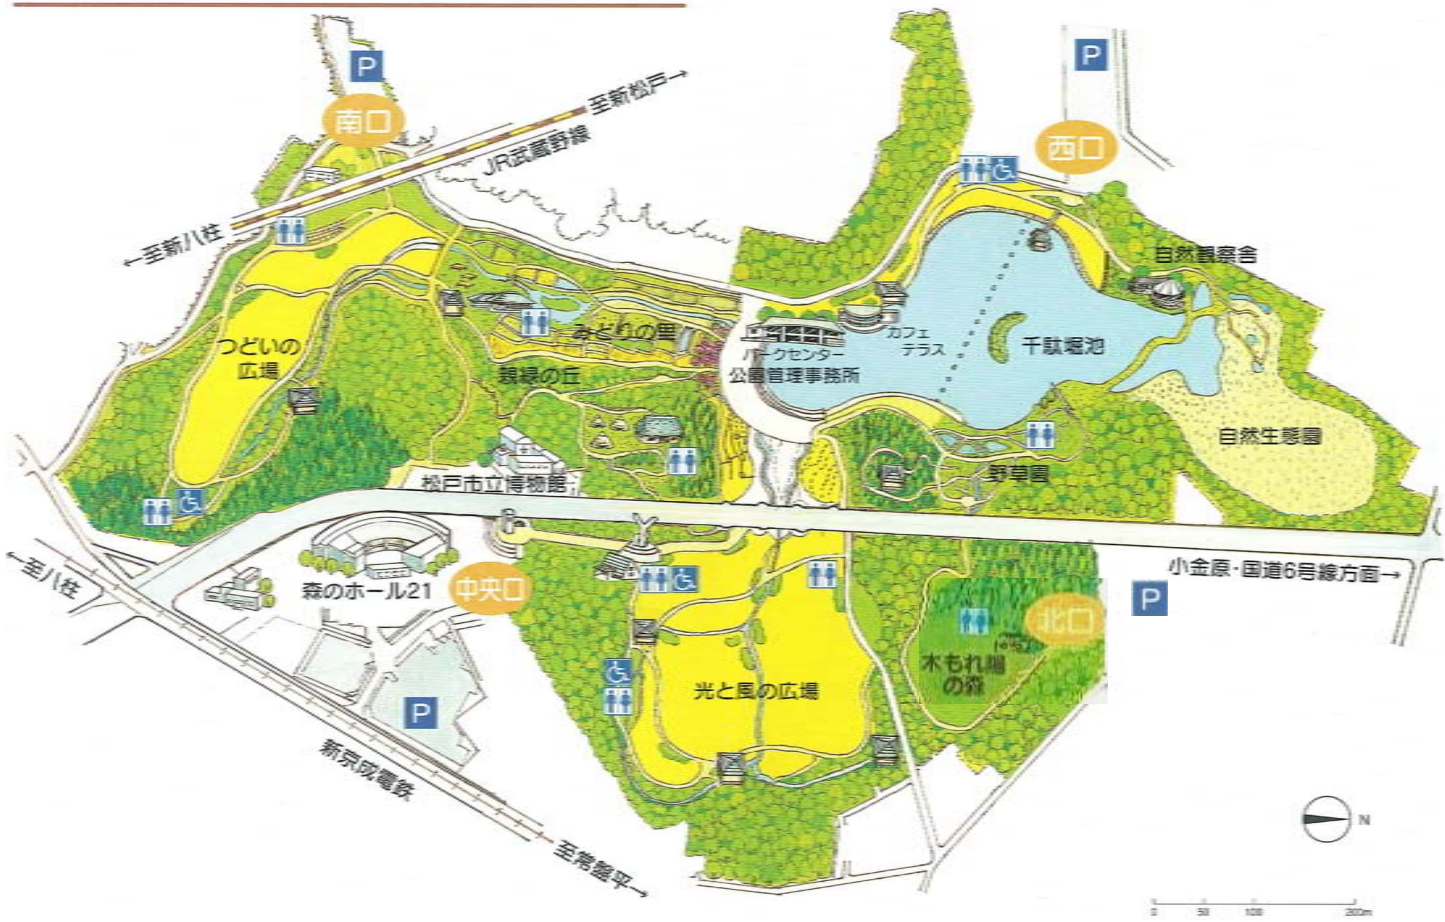 P
南口
至新松戸→
JR武蔵野線
←至新八柱
P
西口
自然観察舎
つどいの
広場
みどりの里
親緑の丘
パークセンター
公園管理事務所
カフェ
テラス
千駄堀池
自然生態園
野草園
松戸市立博物館
←至八柱
森のホール21
中央口
小金原・国道6号線方面→
P
北口
木もれ陽
の森
光と風の広場
P
新京成電鉄
至常盤平→
N
0 50 100 200m